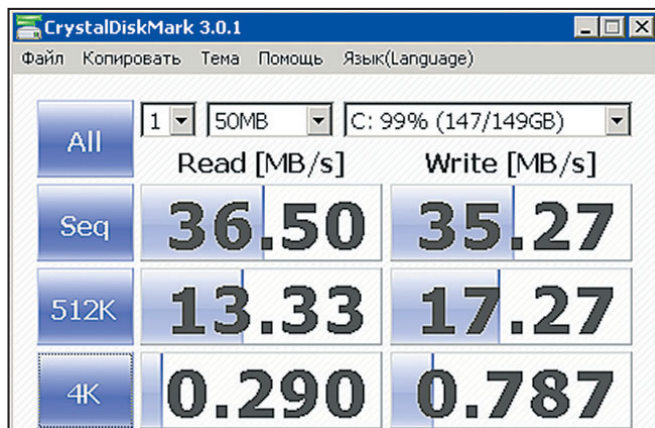 CrystalDiskMark 3.0.1
Файл Копировать Тема Помощь Язык(Language)
All 1 50MB C: 99% (147/149GB)
Read [MB/s] Write [MB/s]
Seq 36.50 35.27
512K 13.33 17.27
4K 0.290 0.787